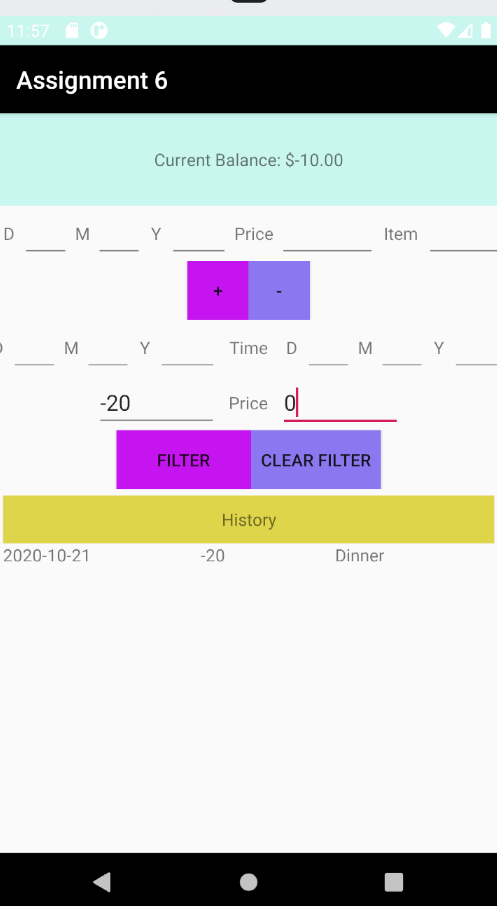 11:57
Assignment 6
Current Balance: $-10.00
D M Y Price Item
+ -
D M Y Time D M Y
-20 Price 0
FILTER CLEAR FILTER
History
2020-10-21 -20 Dinner